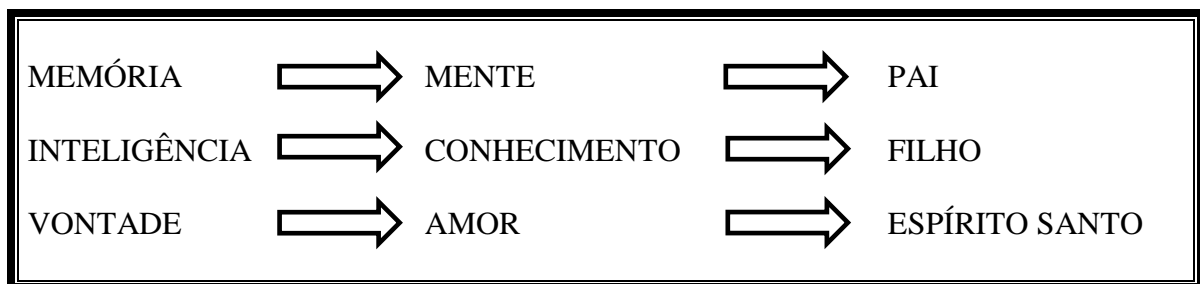 MEMÓRIA MENTE PAI
INTELIGÊNCIA CONHECIMENTO FILHO
VONTADE AMOR ESPÍRITO SANTO